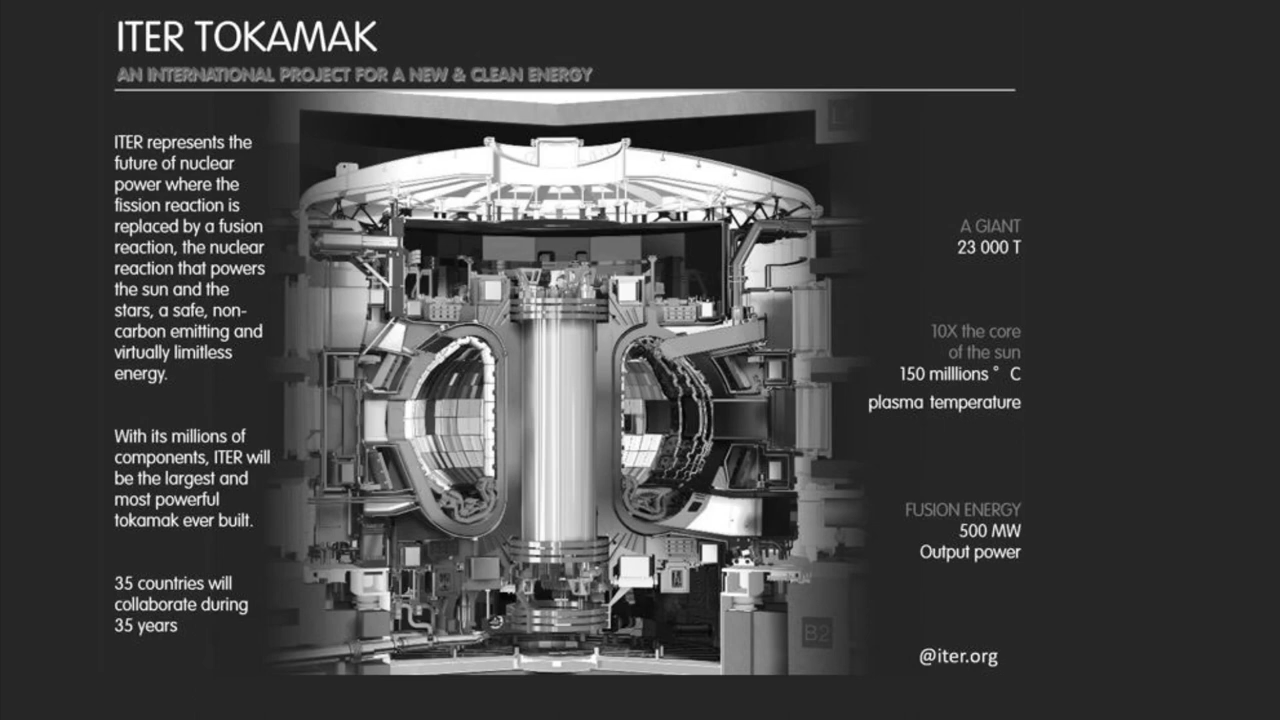 ITER TOKAMAK
AN INTERNATIONAL PROJECT FOR A NEW & CLEAN ENERGY
ITER represents the
future of nuclear
power where the
fission reaction is
replaced by a fusion
reaction, the nuclear
reaction that powers
the sun and the
stars, a safe, non-
carbon emitting and
virtually limitless
energy.
With its millions of
components, ITER will
be the largest and
most powerful
tokamak ever built.
35 countries will
collaborate during
35 years
A GIANT
23 000 T
10X the core
of the sun
150 milllions ° C
plasma temperature
FUSION ENERGY
500 MW
Output power
B2
@iter.org